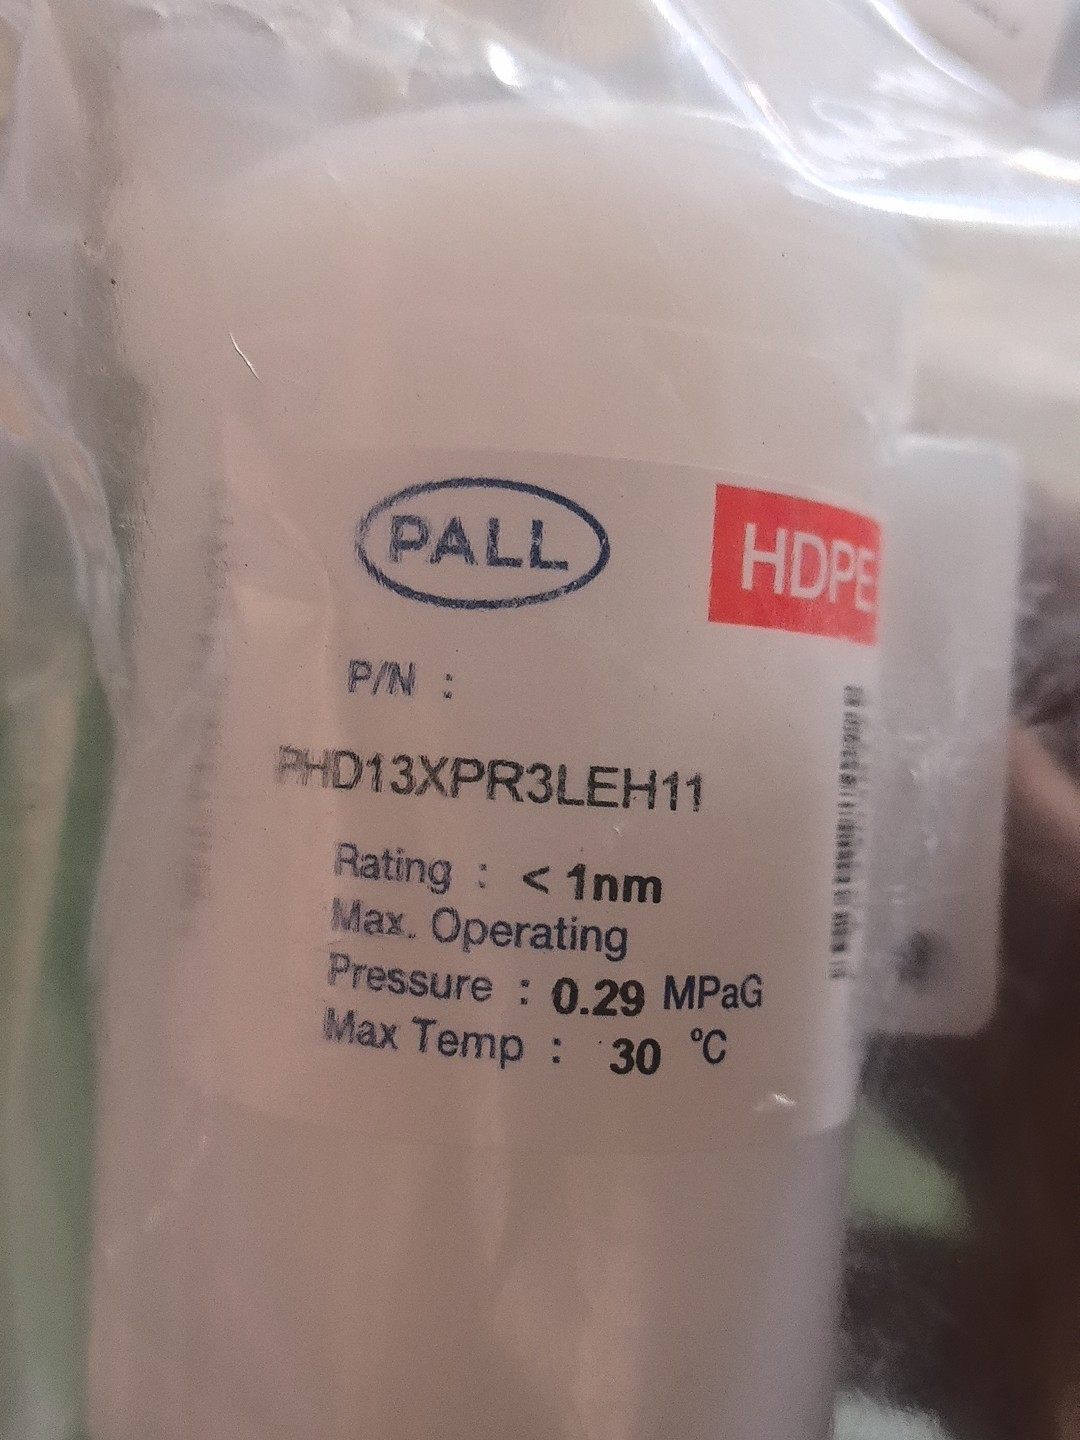 PALL
HDPE
P/N :
PHD13XPR3LEH11
Rating : < 1nm
Max. Operating
Pressure : 0.29 MPaG
Max Temp : 30 °C